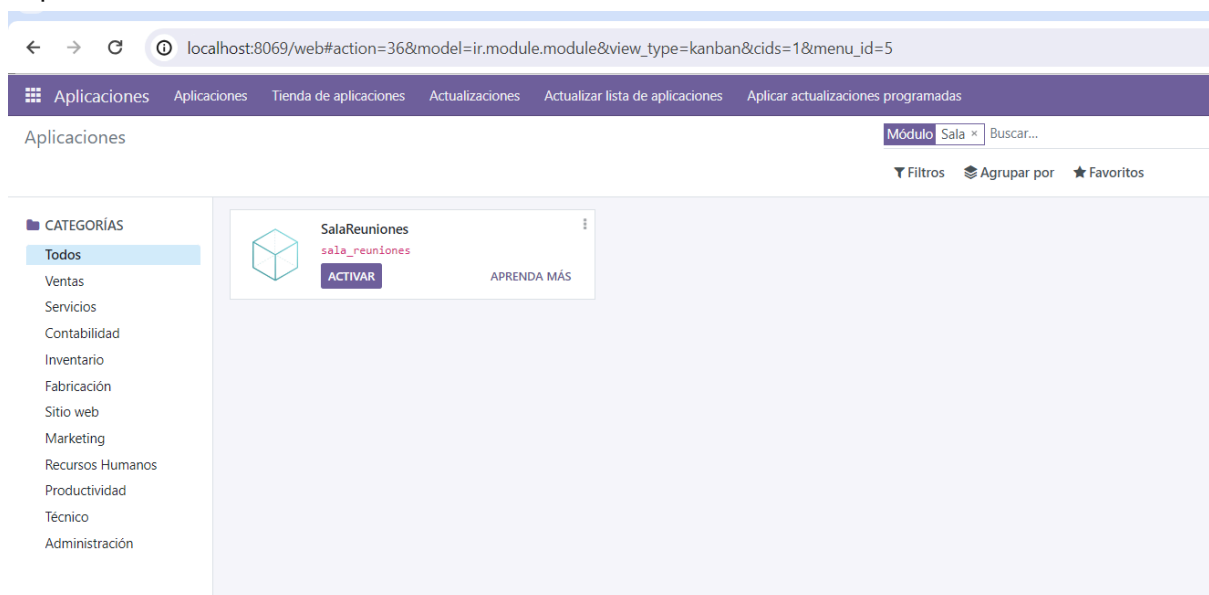 localhost:8069/web#action=36&model=ir.module.module&view_type=kanban&cids=1&menu_id=5
Aplicaciones Aplicaciones Tienda de aplicaciones Actualizaciones Actualizar lista de aplicaciones Aplicar actualizaciones programadas
Aplicaciones
Módulo Sala × Buscar...
Filtros Agrupar por Favoritos
CATEGORÍAS
Todos
Ventas
Servicios
Contabilidad
Inventario
Fabricación
Sitio web
Marketing
Recursos Humanos
Productividad
Técnico
Administración
SalaReuniones
sala_reuniones
ACTIVAR APRENDA MÁS